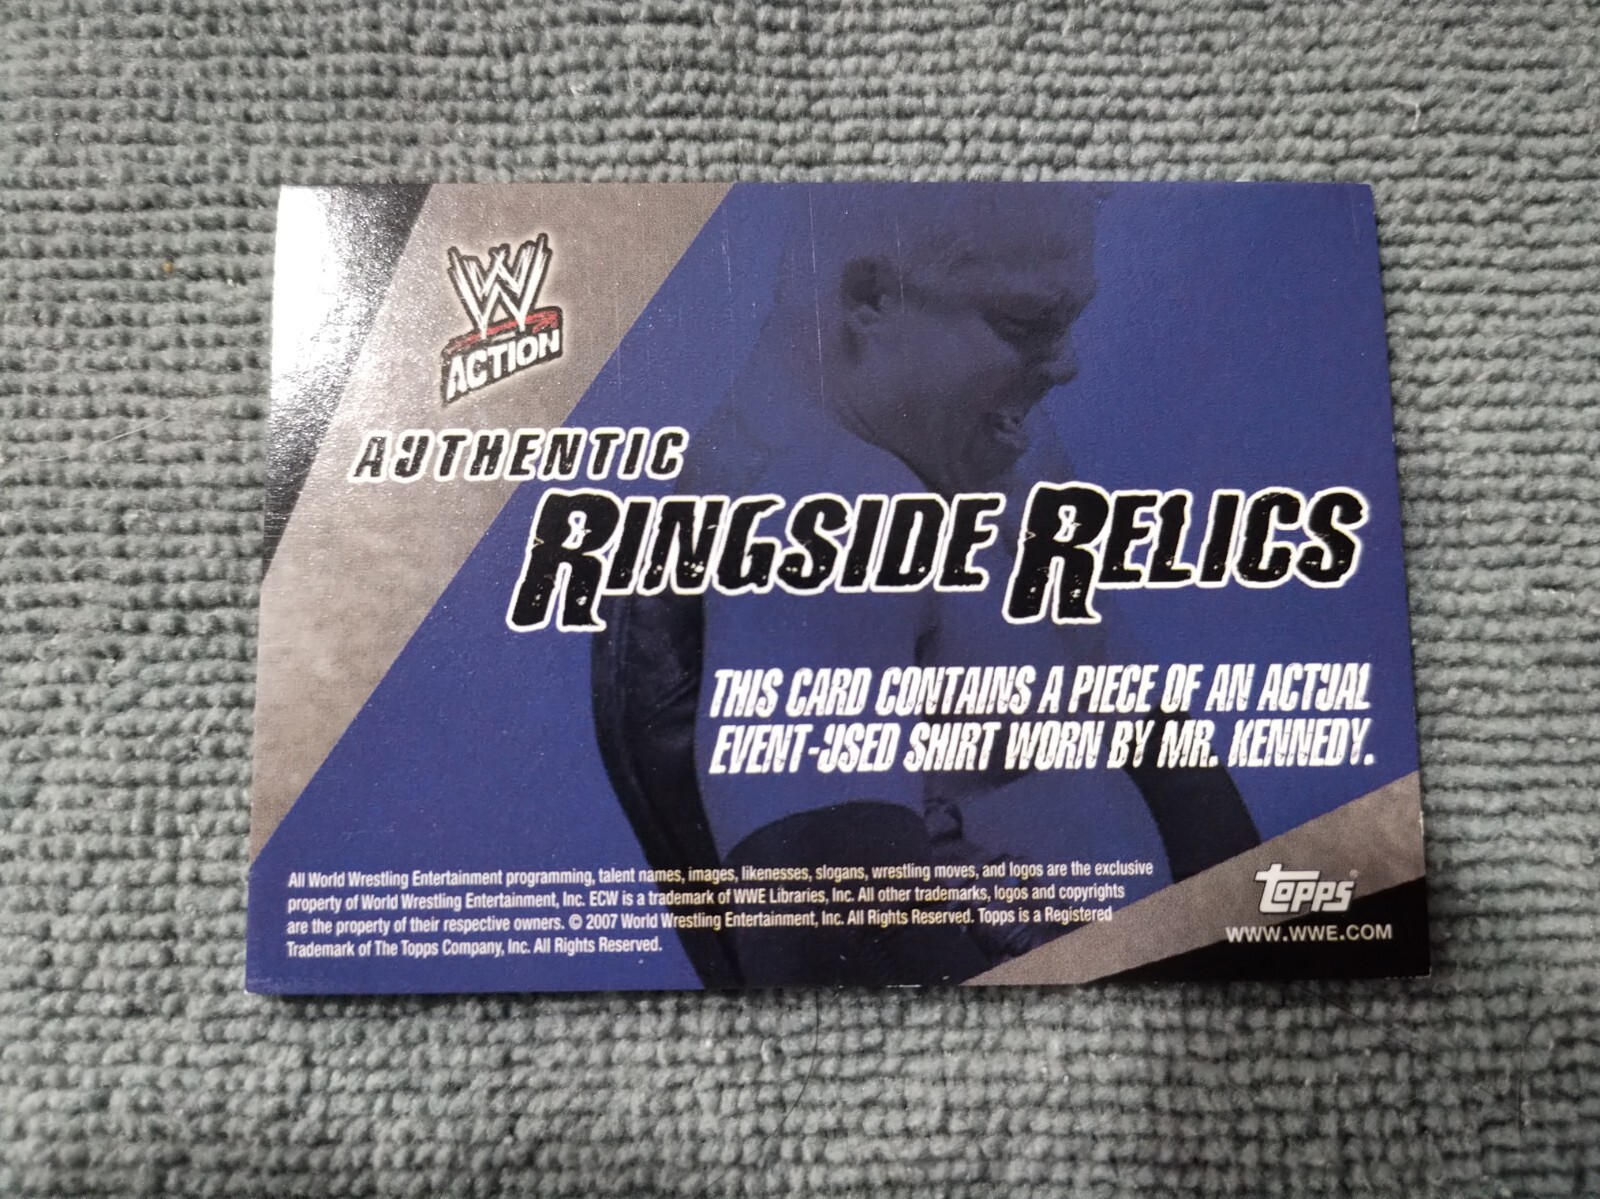 W
ACTION
AUTHENTIC
RINGSIDE RELICS
THIS CARD CONTAINS A PIECE OF AN ACTUAL
EVENT-USED SHIRT WORN BY MR. KENNEDY.
All World Wrestling Entertainment programming, talent names, images, likenesses, slogans, wrestling moves, and logos are the exclusive
property of World Wrestling Entertainment, Inc. ECW is a trademark of WWE Libraries, Inc. All other trademarks, logos and copyrights
are the property of their respective owners. © 2007 World Wrestling Entertainment, Inc. All Rights Reserved. Topps is a Registered
Trademark of The Topps Company, Inc. All Rights Reserved.
topps®
WWW.WWE.COM